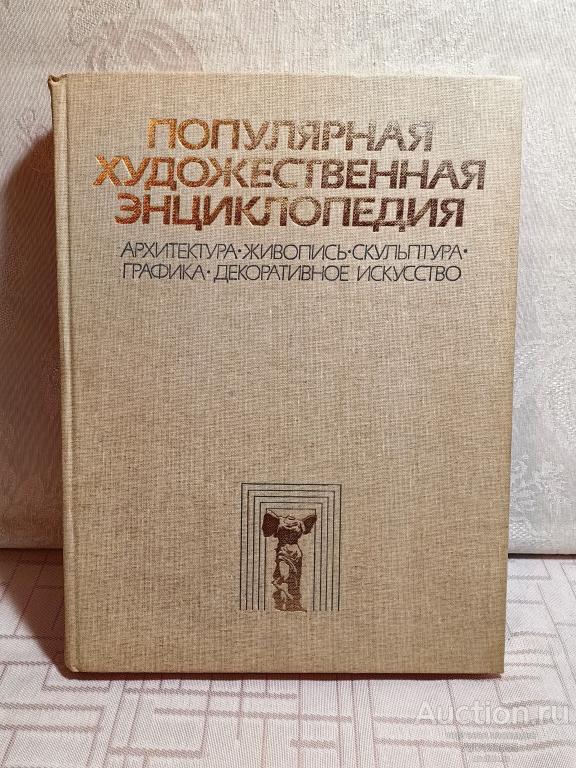 ПОПУЛЯРНАЯ
ХУДОЖЕСТВЕННАЯ
ЭНЦИКЛОПЕДИЯ
АРХИТЕКТУРА•ЖИВОПИСЬ•СКУЛЬПТУРА•
ГРАФИКА•ДЕКОРАТИВНОЕ ИСКУССТВО
Auction.ru